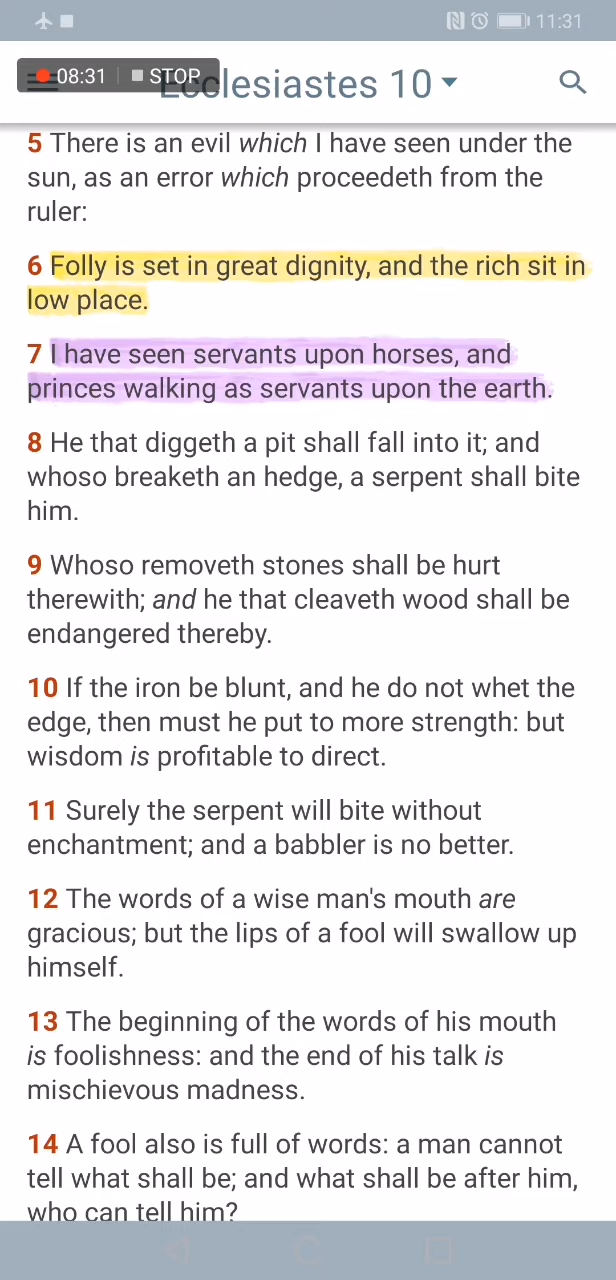 11:31
08:31 STOP
Ecclesiastes 10
5 There is an evil which I have seen under the
sun, as an error which proceedeth from the
ruler:
6 Folly is set in great dignity, and the rich sit in
low place.
7 I have seen servants upon horses, and
princes walking as servants upon the earth.
8 He that diggeth a pit shall fall into it; and
whoso breaketh an hedge, a serpent shall bite
him.
9 Whoso removeth stones shall be hurt
therewith; and he that cleaveth wood shall be
endangered thereby.
10 If the iron be blunt, and he do not whet the
edge, then must he put to more strength: but
wisdom is profitable to direct.
11 Surely the serpent will bite without
enchantment; and a babbler is no better.
12 The words of a wise man's mouth are
gracious; but the lips of a fool will swallow up
himself.
13 The beginning of the words of his mouth
is foolishness: and the end of his talk is
mischievous madness.
14 A fool also is full of words: a man cannot
tell what shall be; and what shall be after him,
who can tell him?